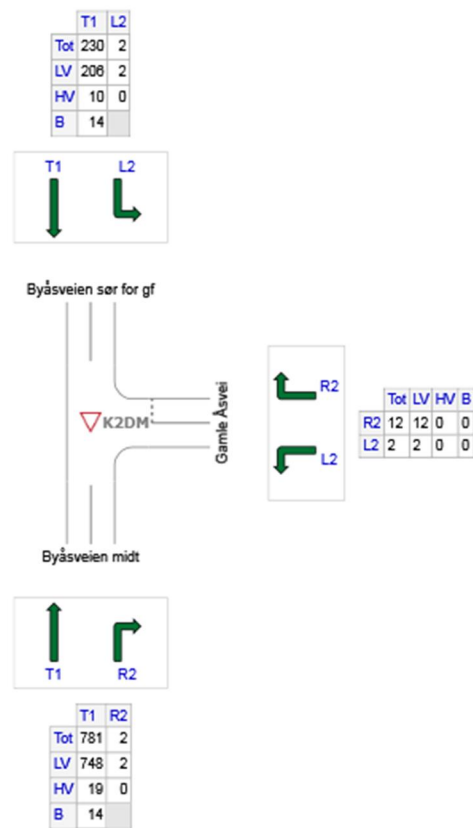 T1 L2
Tot 230 2
LV 206 2
HV 10 0
B 14
T1 L2
Byåsveien sør for gf
K2DM
Gamle Åsvei
R2
L2
Tot LV HV B
R2 12 12 0 0
L2 2 2 0 0
Byåsveien midt
T1 R2
T1 R2
Tot 781 2
LV 748 2
HV 19 0
B 14